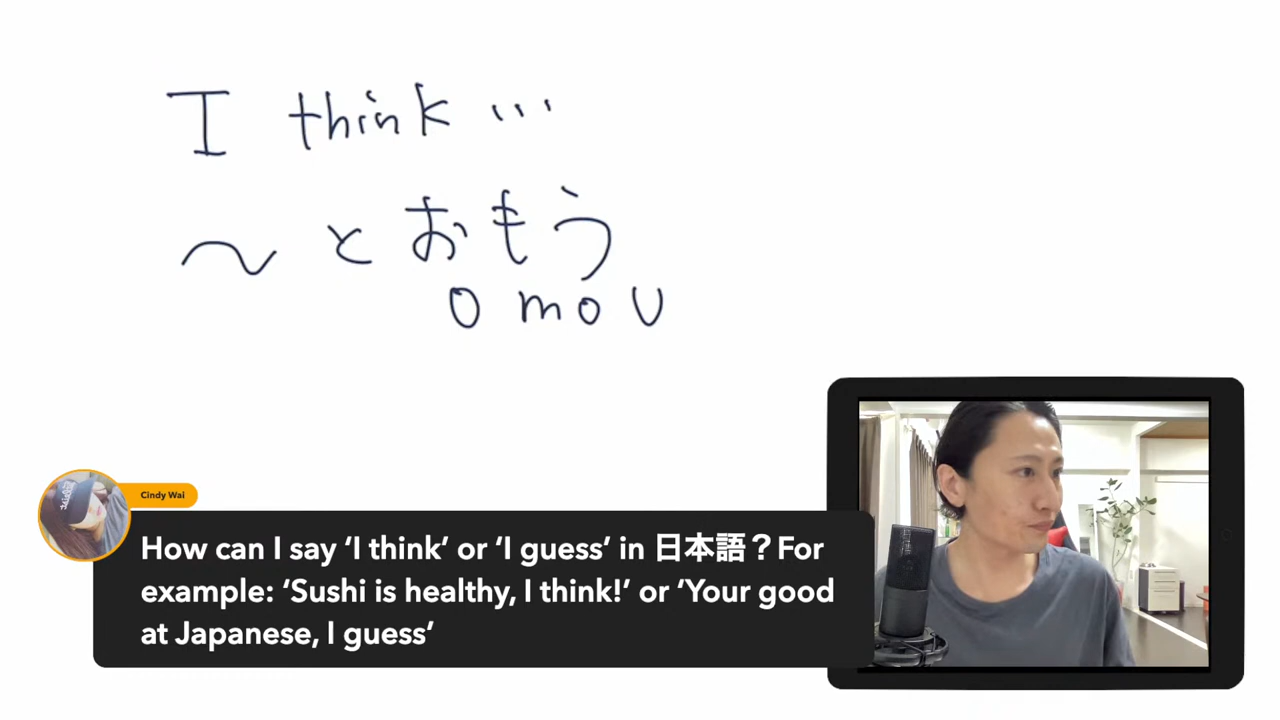 I think ...
～とおもう
omou
Cindy Wai
How can I say ‘I think’ or ‘I guess’ in 日本語？For
example: ‘Sushi is healthy, I think!’ or ‘Your good
at Japanese, I guess’